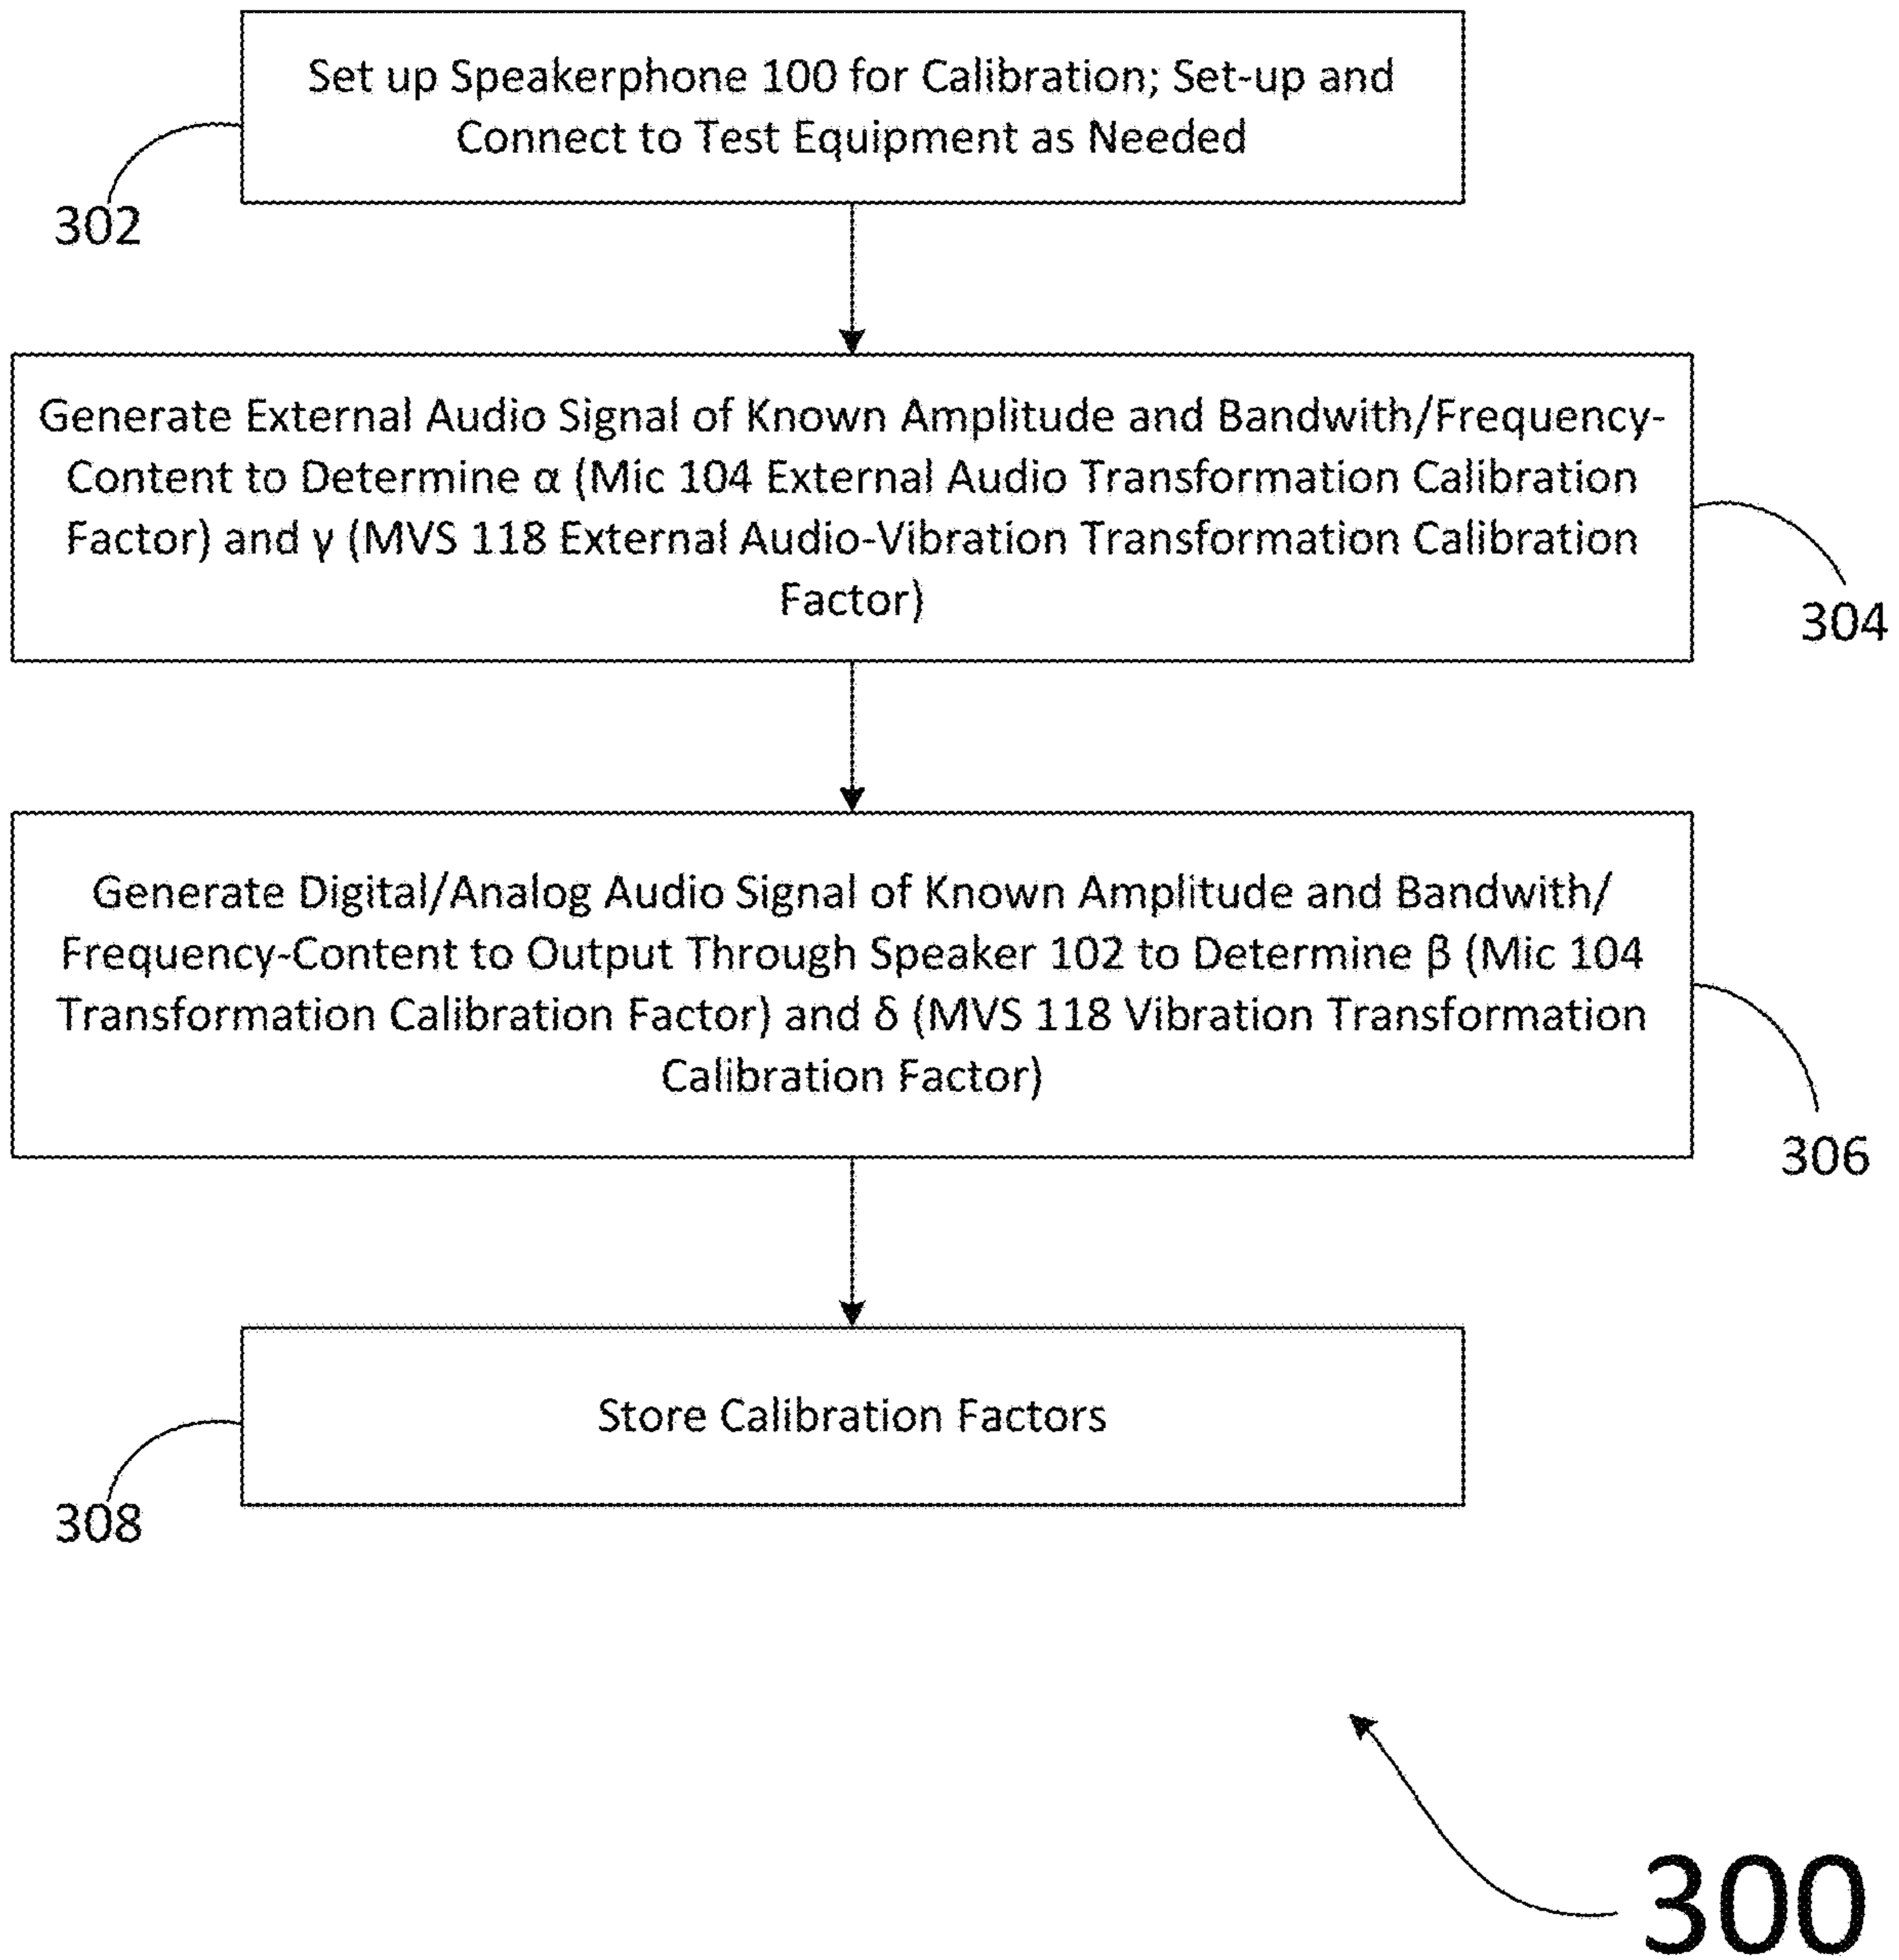 Set up Speakerphone 100 for Calibration; Set-up and
Connect to Test Equipment as Needed
302
Generate External Audio Signal of Known Amplitude and Bandwith/Frequency-
Content to Determine α (Mic 104 External Audio Transformation Calibration
Factor) and γ (MVS 118 External Audio-Vibration Transformation Calibration
Factor)
304
Generate Digital/Analog Audio Signal of Known Amplitude and Bandwith/
Frequency-Content to Output Through Speaker 102 to Determine β (Mic 104
Transformation Calibration Factor) and δ (MVS 118 Vibration Transformation
Calibration Factor)
306
Store Calibration Factors
308
300